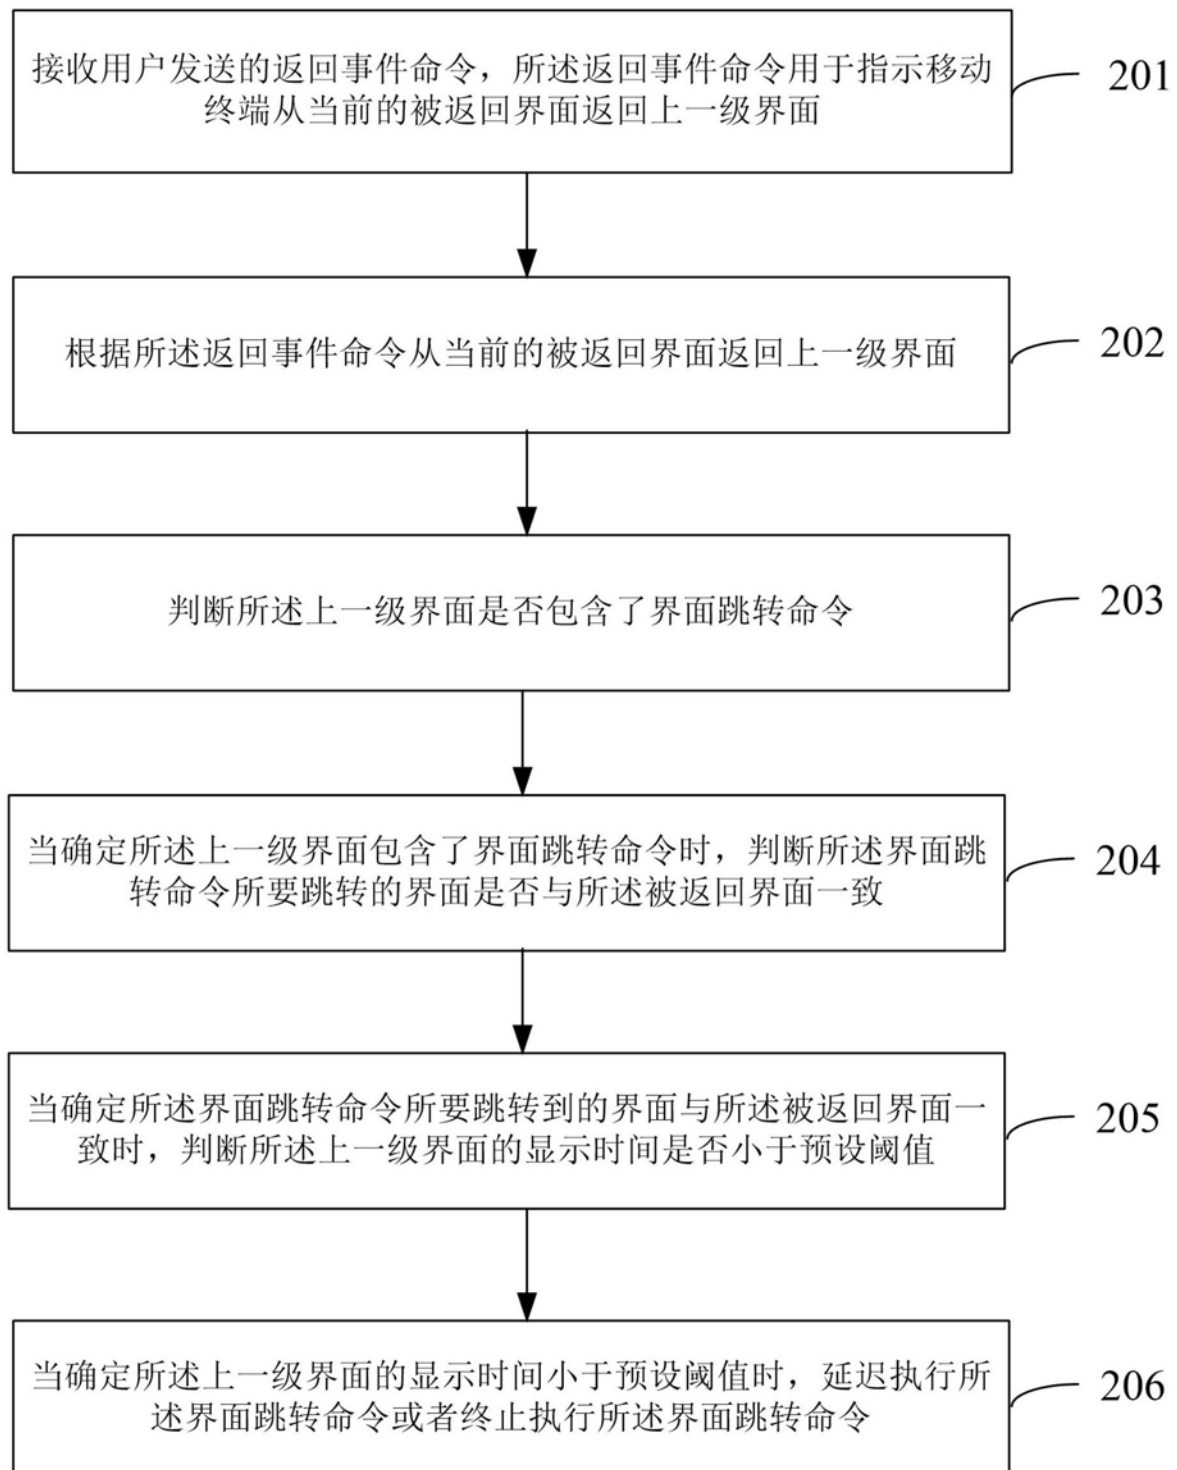 接收用户发送的返回事件命令，所述返回事件命令用于指示移动
终端从当前的被返回界面返回上一级界面
201
根据所述返回事件命令从当前的被返回界面返回上一级界面
202
判断所述上一级界面是否包含了界面跳转命令
203
当确定所述上一级界面包含了界面跳转命令时，判断所述界面跳
转命令所要跳转的界面是否与所述被返回界面一致
204
当确定所述界面跳转命令所要跳转到的界面与所述被返回界面一
致时，判断所述上一级界面的显示时间是否小于预设阈值
205
当确定所述上一级界面的显示时间小于预设阈值时，延迟执行所
述界面跳转命令或者终止执行所述界面跳转命令
206